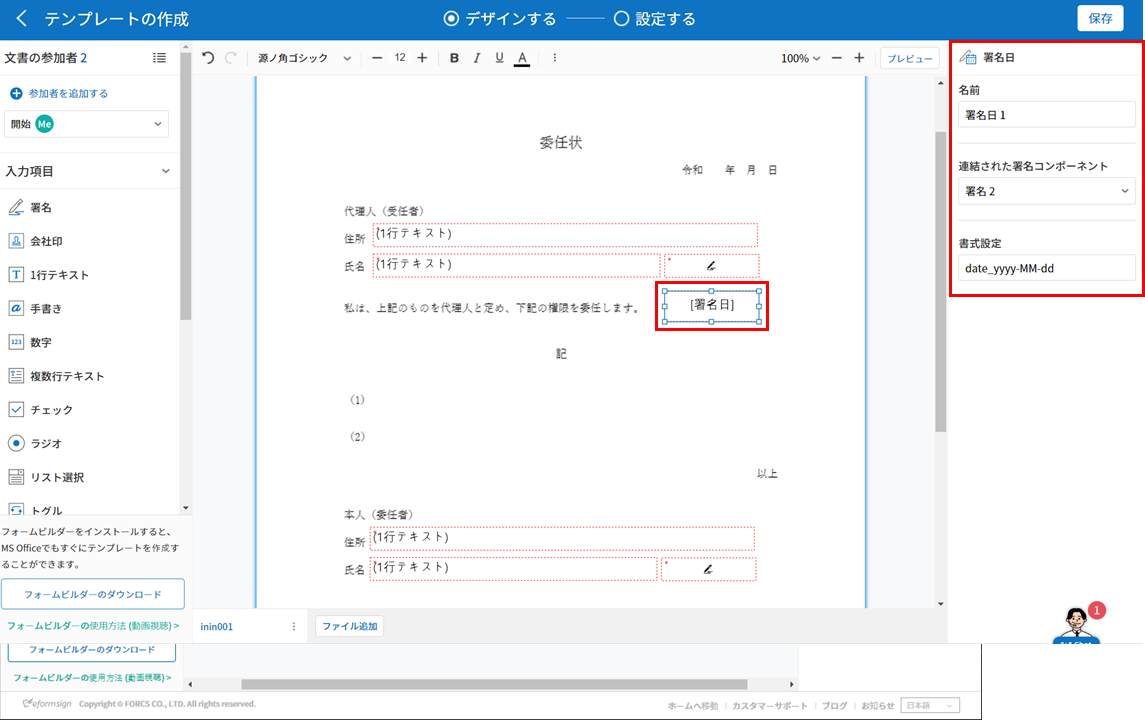 テンプレートの作成
デザインする
設定する
保存
文書の参加者 2
参加者を追加する
開始 Me
入力項目
署名
会社印
1行テキスト
手書き
数字
複数行テキスト
チェック
ラジオ
リスト選択
トグル
フォームビルダーをインストールすると、
MS Officeでもすぐにテンプレートを作成す
ることができます。
フォームビルダーのダウンロード
フォームビルダーの使用方法 (動画視聴) >
源ノ角ゴシック
12
B I U A
100%
プレビュー
委任状
令和 年 月 日
代理人（受任者）
住所 (1行テキスト)
氏名 (1行テキスト)
私は、上記のものを代理人と定め、下記の権限を委任します。
[署名日]
記
（1）
（2）
以上
本人（委任者）
住所 (1行テキスト)
氏名 (1行テキスト)
inin001
ファイル追加
署名日
名前
署名日 1
連結された署名コンポーネント
署名 2
書式設定
date_yyyy-MM-dd
1
フォームビルダーのダウンロード
フォームビルダーの使用方法 (動画視聴) >
eformsign Copyright © FORCS CO., LTD. All rights reserved.
ホームへ移動 | カスタマーサポート | ブログ | お知らせ 日本語